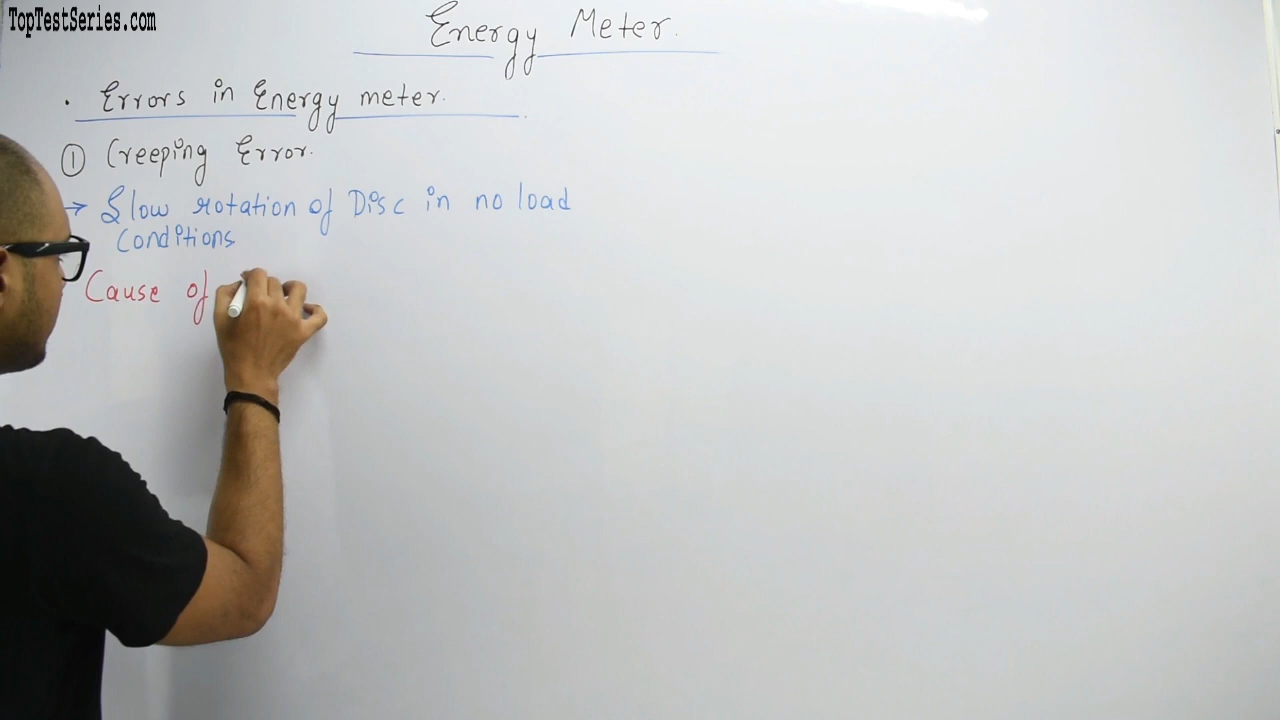 TopTestSeries.com
Energy Meter.
· Errors in Energy meter.
① Creeping Error.
→ Slow rotation of Disc in no load
Conditions
Cause of